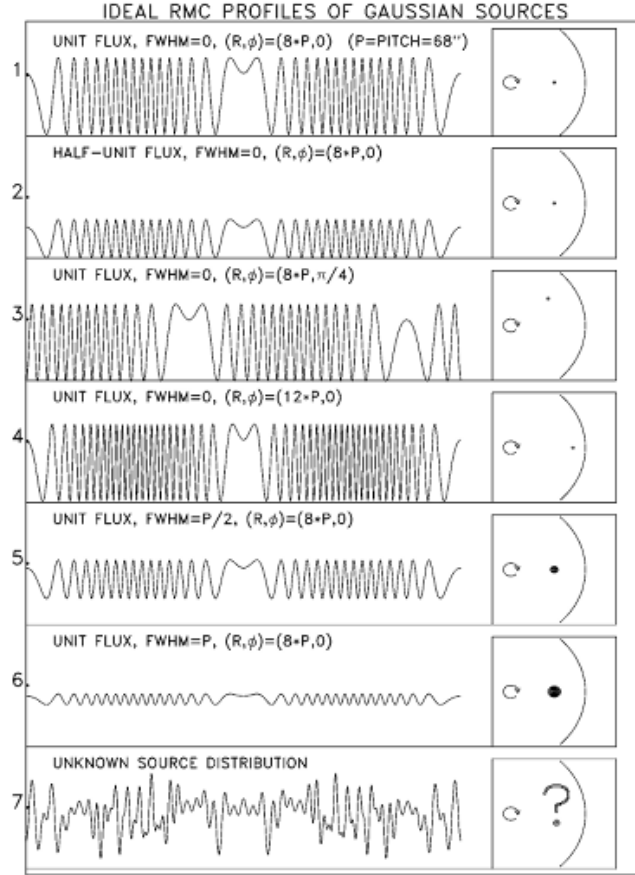 IDEAL RMC PROFILES OF GAUSSIAN SOURCES
UNIT FLUX, FWHM=0, (R,φ)=(8*P,0) (P=PITCH=68")
1
HALF-UNIT FLUX, FWHM=0, (R,φ)=(8*P,0)
2
UNIT FLUX, FWHM=0, (R,φ)=(8*P,π/4)
3
UNIT FLUX, FWHM=0, (R,φ)=(12*P,0)
4
UNIT FLUX, FWHM=P/2, (R,φ)=(8*P,0)
5
UNIT FLUX, FWHM=P, (R,φ)=(8*P,0)
6
UNKNOWN SOURCE DISTRIBUTION
7
?